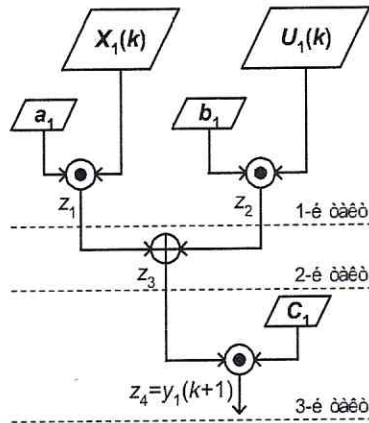 X₁(k) U₁(k)
a₁ b₁
z₁ z₂
1-é òàêò
z₃
2-é òàêò
C₁
z₄=y₁(k+1)
3-é òàêò